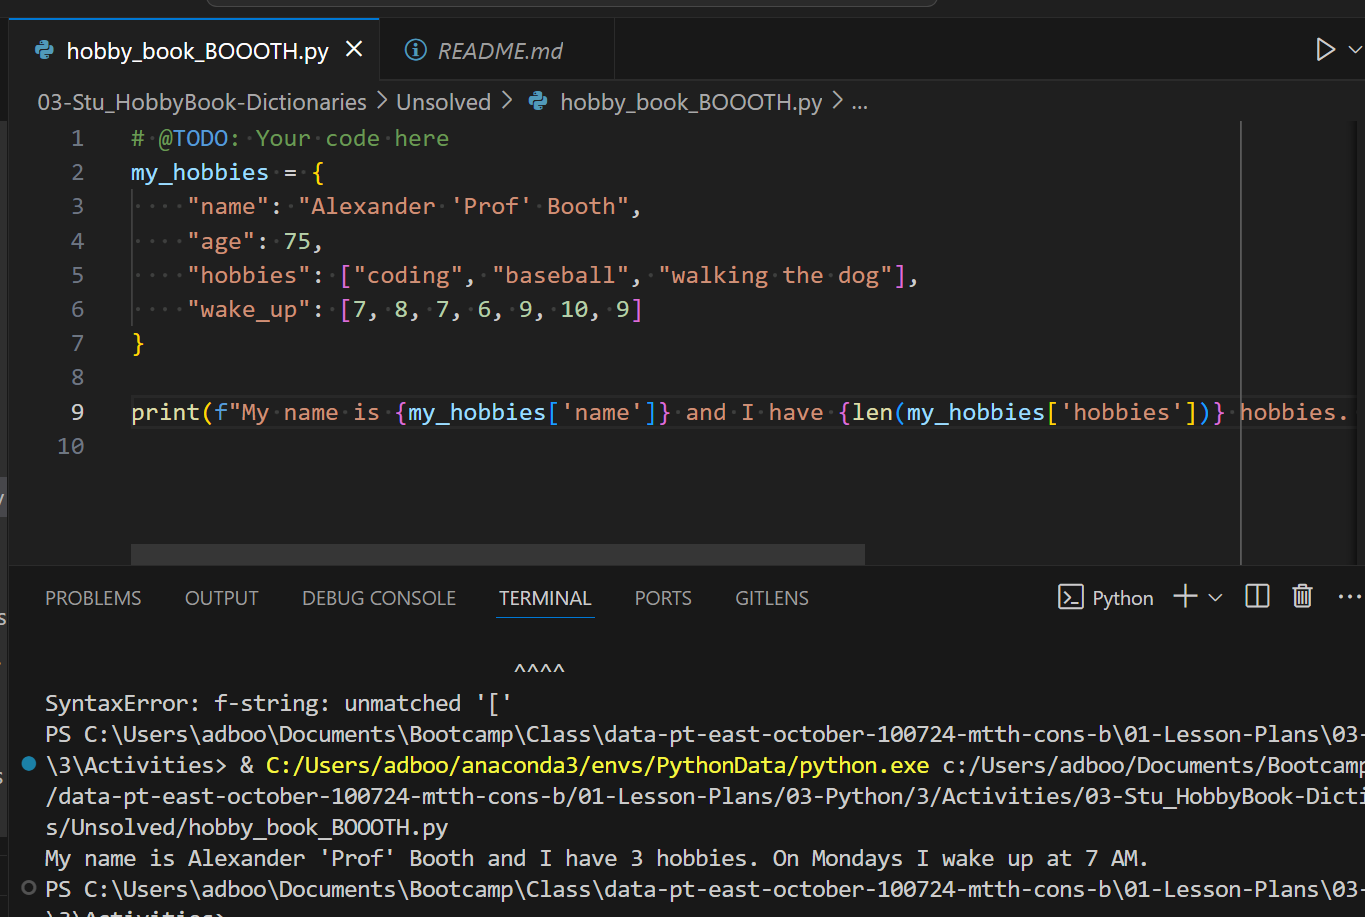 hobby_book_BOOOTH.py
README.md
03-Stu_HobbyBook-Dictionaries > Unsolved > hobby_book_BOOOTH.py > ...
1 # @TODO: Your code here
2 my_hobbies = {
3 "name": "Alexander 'Prof' Booth",
4 "age": 75,
5 "hobbies": ["coding", "baseball", "walking the dog"],
6 "wake_up": [7, 8, 7, 6, 9, 10, 9]
7 }
8
9 print(f"My name is {my_hobbies['name']} and I have {len(my_hobbies['hobbies'])} hobbies.
10
PROBLEMS OUTPUT DEBUG CONSOLE TERMINAL PORTS GITLENS Python
^^^^
SyntaxError: f-string: unmatched '['
PS C:\Users\adboo\Documents\Bootcamp\Class\data-pt-east-october-100724-mtth-cons-b\01-Lesson-Plans\03-
\3\Activities> & C:/Users/adboo/anaconda3/envs/PythonData/python.exe c:/Users/adboo/Documents/Bootcamp
/data-pt-east-october-100724-mtth-cons-b/01-Lesson-Plans/03-Python/3/Activities/03-Stu_HobbyBook-Dicti
s/Unsolved/hobby_book_BOOOTH.py
My name is Alexander 'Prof' Booth and I have 3 hobbies. On Mondays I wake up at 7 AM.
PS C:\Users\adboo\Documents\Bootcamp\Class\data-pt-east-october-100724-mtth-cons-b\01-Lesson-Plans\03-
\3\Activities>